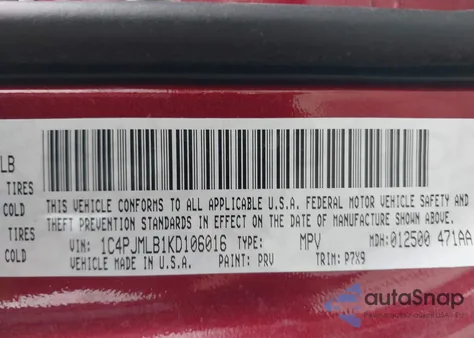 LB
TIRES
COLD
TIRES
COLD
COLD
THIS VEHICLE CONFORMS TO ALL APPLICABLE U.S.A. FEDERAL MOTOR VEHICLE SAFETY AND
THEFT PREVENTION STANDARDS IN EFFECT ON THE DATE OF MANUFACTURE SHOWN ABOVE.
VIN: 1C4PJMLB1KD106016 TYPE: MPV MDH: 012500 471AA
VEHICLE MADE IN U.S.A. PAINT: PRV TRIM: P7X9
autoSnap